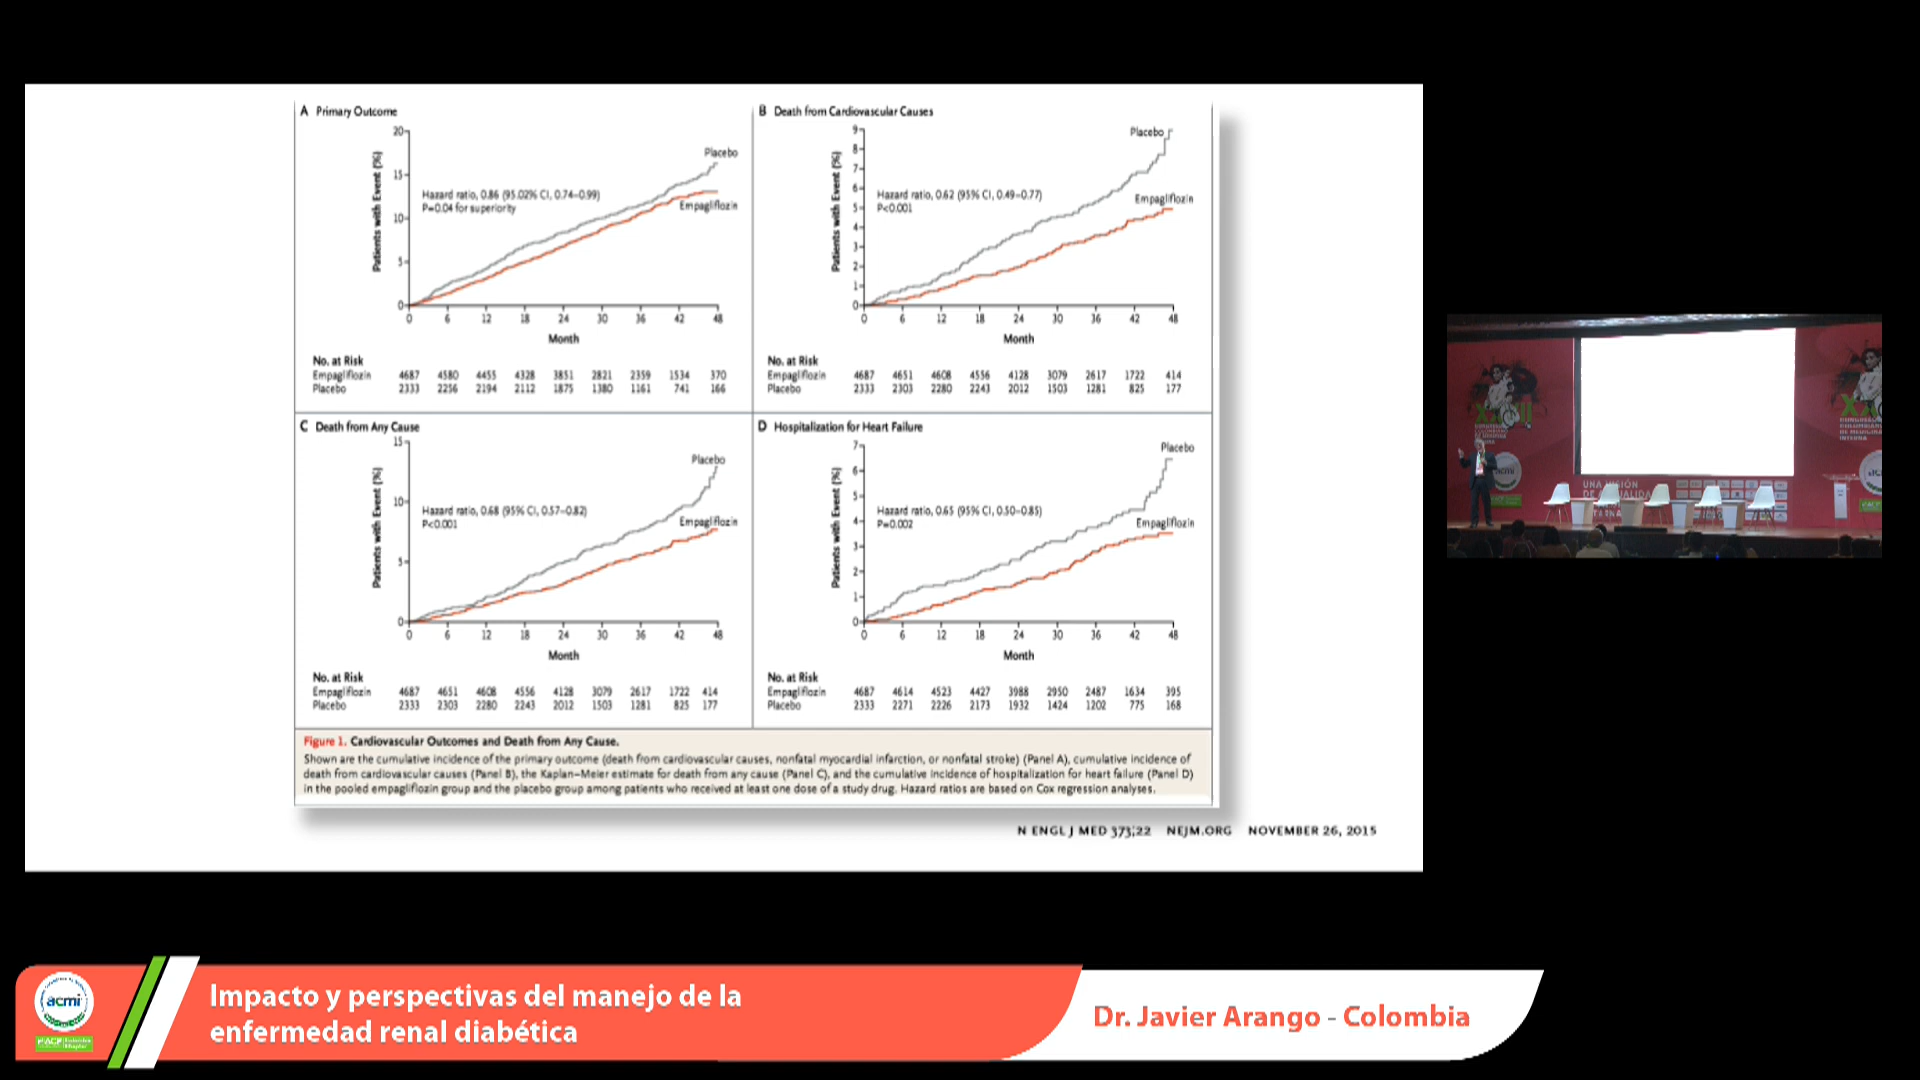 A Primary Outcome
Patients with Event (%)
20
15
10
5
0
Placebo
Hazard ratio, 0.86 (95.02% CI, 0.74–0.99)
P=0.04 for superiority
Empagliflozin
0 6 12 18 24 30 36 42 48
Month
No. at Risk
Empagliflozin 4687 4580 4455 4328 3851 2821 2359 1534 370
Placebo 2333 2256 2194 2112 1875 1380 1161 741 166
B Death from Cardiovascular Causes
Patients with Event (%)
9
8
7
6
5
4
3
2
1
0
Placebo
Hazard ratio, 0.62 (95% CI, 0.49–0.77)
P<0.001
Empagliflozin
0 6 12 18 24 30 36 42 48
Month
No. at Risk
Empagliflozin 4687 4651 4608 4556 4128 3079 2617 1722 414
Placebo 2333 2303 2280 2243 2012 1503 1281 825 177
C Death from Any Cause
Patients with Event (%)
15
10
5
0
Placebo
Hazard ratio, 0.68 (95% CI, 0.57–0.82)
P<0.001
Empagliflozin
0 6 12 18 24 30 36 42 48
Month
No. at Risk
Empagliflozin 4687 4651 4608 4556 4128 3079 2617 1722 414
Placebo 2333 2303 2280 2243 2012 1503 1281 825 177
D Hospitalization for Heart Failure
Patients with Event (%)
7
6
5
4
3
2
1
0
Placebo
Hazard ratio, 0.65 (95% CI, 0.50–0.85)
P=0.002
Empagliflozin
0 6 12 18 24 30 36 42 48
Month
No. at Risk
Empagliflozin 4687 4614 4523 4427 3988 2950 2487 1634 395
Placebo 2333 2271 2226 2173 1932 1424 1202 775 168
Figure 1. Cardiovascular Outcomes and Death from Any Cause.
Shown are the cumulative incidence of the primary outcome (death from cardiovascular causes, nonfatal myocardial infarction, or nonfatal stroke) (Panel A), cumulative incidence of
death from cardiovascular causes (Panel B), the Kaplan–Meier estimate for death from any cause (Panel C), and the cumulative incidence of hospitalization for heart failure (Panel D)
in the pooled empagliflozin group and the placebo group among patients who received at least one dose of a study drug. Hazard ratios are based on Cox regression analyses.
N ENGL J MED 373;22 NEJM.ORG NOVEMBER 26, 2015
acmi
Impacto y perspectivas del manejo de la
enfermedad renal diabética
Dr. Javier Arango - Colombia